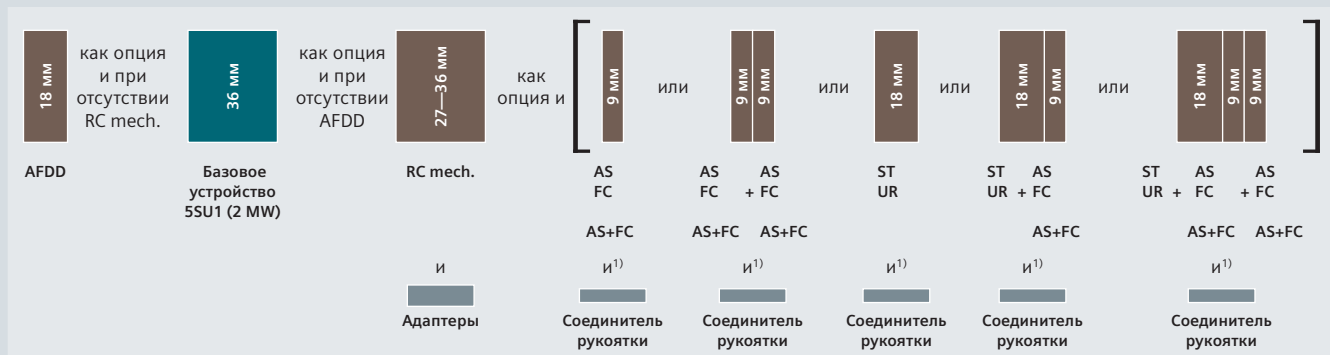 18 мм
как опция
и при
отсутствии
RC mech.
36 мм
как опция
и при
отсутствии
AFDD
27—36 мм
как
опция и
9 мм
или
9 мм
9 мм
или
18 мм
или
18 мм
9 мм
или
18 мм
9 мм
9 мм
AFDD
Базовое
устройство
5SU1 (2 MW)
RC mech.
AS
FC
AS+FC
AS AS
FC + FC
AS+FC AS+FC
ST
UR
ST AS
UR + FC
AS+FC
ST AS AS
UR + FC + FC
AS+FC AS+FC
и
и1)
и1)
и1)
и1)
и1)
Адаптеры
Соединитель
рукоятки
Соединитель
рукоятки
Соединитель
рукоятки
Соединитель
рукоятки
Соединитель
рукоятки